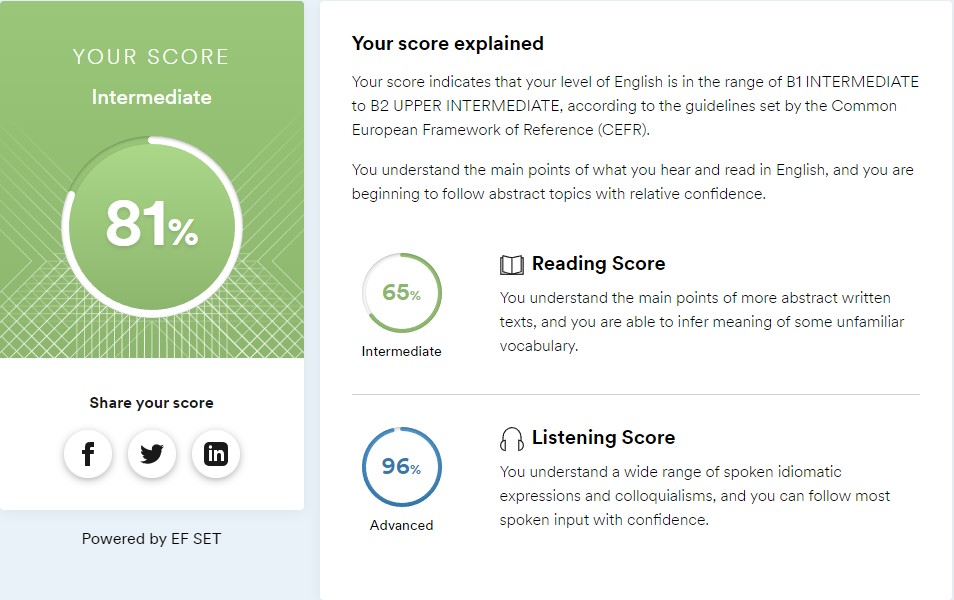 YOUR SCORE
Intermediate
81%
Share your score
f
in
Powered by EF SET
Your score explained
Your score indicates that your level of English is in the range of B1 INTERMEDIATE
to B2 UPPER INTERMEDIATE, according to the guidelines set by the Common
European Framework of Reference (CEFR).
You understand the main points of what you hear and read in English, and you are
beginning to follow abstract topics with relative confidence.
65%
Intermediate
Reading Score
You understand the main points of more abstract written
texts, and you are able to infer meaning of some unfamiliar
vocabulary.
96%
Advanced
Listening Score
You understand a wide range of spoken idiomatic
expressions and colloquialisms, and you can follow most
spoken input with confidence.